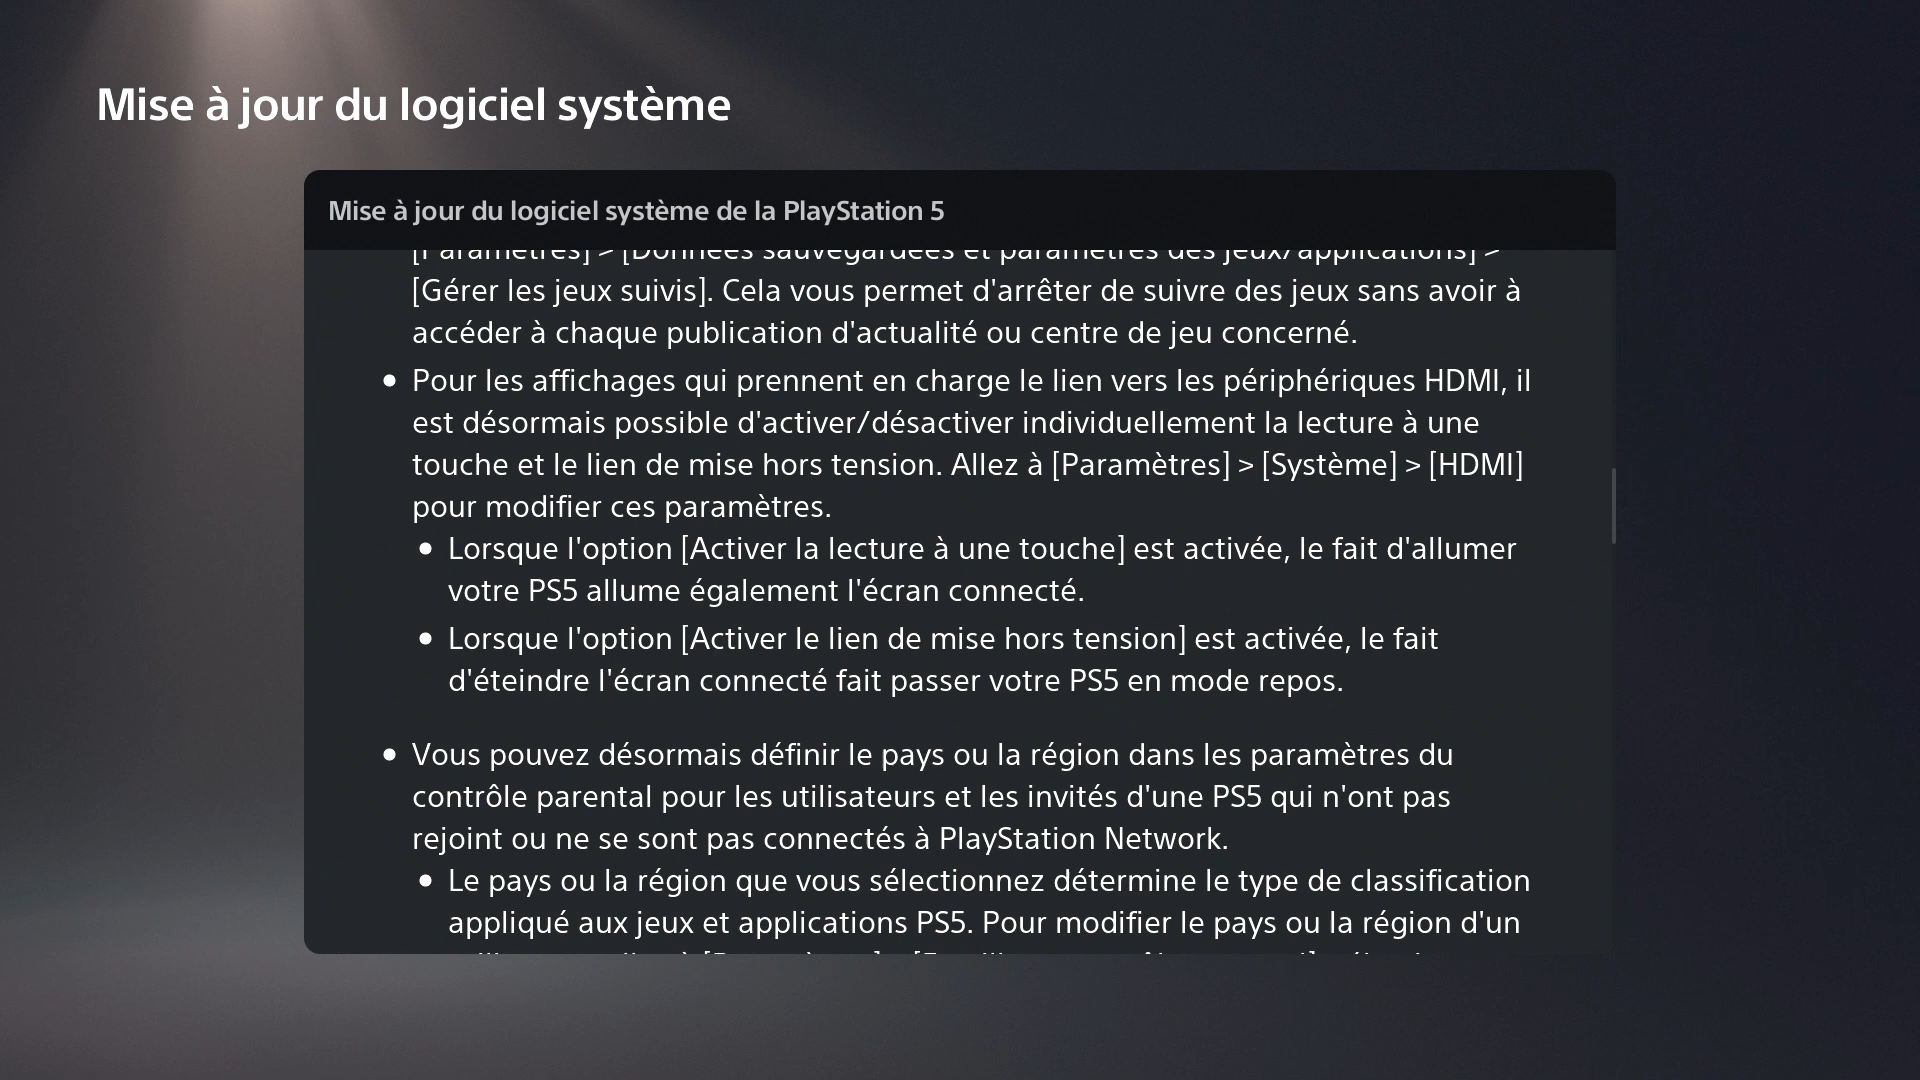 Mise à jour du logiciel système
Mise à jour du logiciel système de la PlayStation 5
[Paramètres] > [Données sauvegardées et paramètres des jeux/applications] >
[Gérer les jeux suivis]. Cela vous permet d'arrêter de suivre des jeux sans avoir à
accéder à chaque publication d'actualité ou centre de jeu concerné.
• Pour les affichages qui prennent en charge le lien vers les périphériques HDMI, il
est désormais possible d'activer/désactiver individuellement la lecture à une
touche et le lien de mise hors tension. Allez à [Paramètres] > [Système] > [HDMI]
pour modifier ces paramètres.
• Lorsque l'option [Activer la lecture à une touche] est activée, le fait d'allumer
votre PS5 allume également l'écran connecté.
• Lorsque l'option [Activer le lien de mise hors tension] est activée, le fait
d'éteindre l'écran connecté fait passer votre PS5 en mode repos.
• Vous pouvez désormais définir le pays ou la région dans les paramètres du
contrôle parental pour les utilisateurs et les invités d'une PS5 qui n'ont pas
rejoint ou ne se sont pas connectés à PlayStation Network.
• Le pays ou la région que vous sélectionnez détermine le type de classification
appliqué aux jeux et applications PS5. Pour modifier le pays ou la région d'un